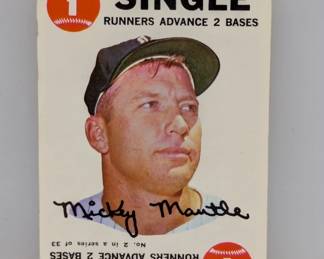 1
SINGLE
RUNNERS ADVANCE 2 BASES
Mickey Mantle
No. 2 in a series of 33
RUNNERS ADVANCE 2 BASES